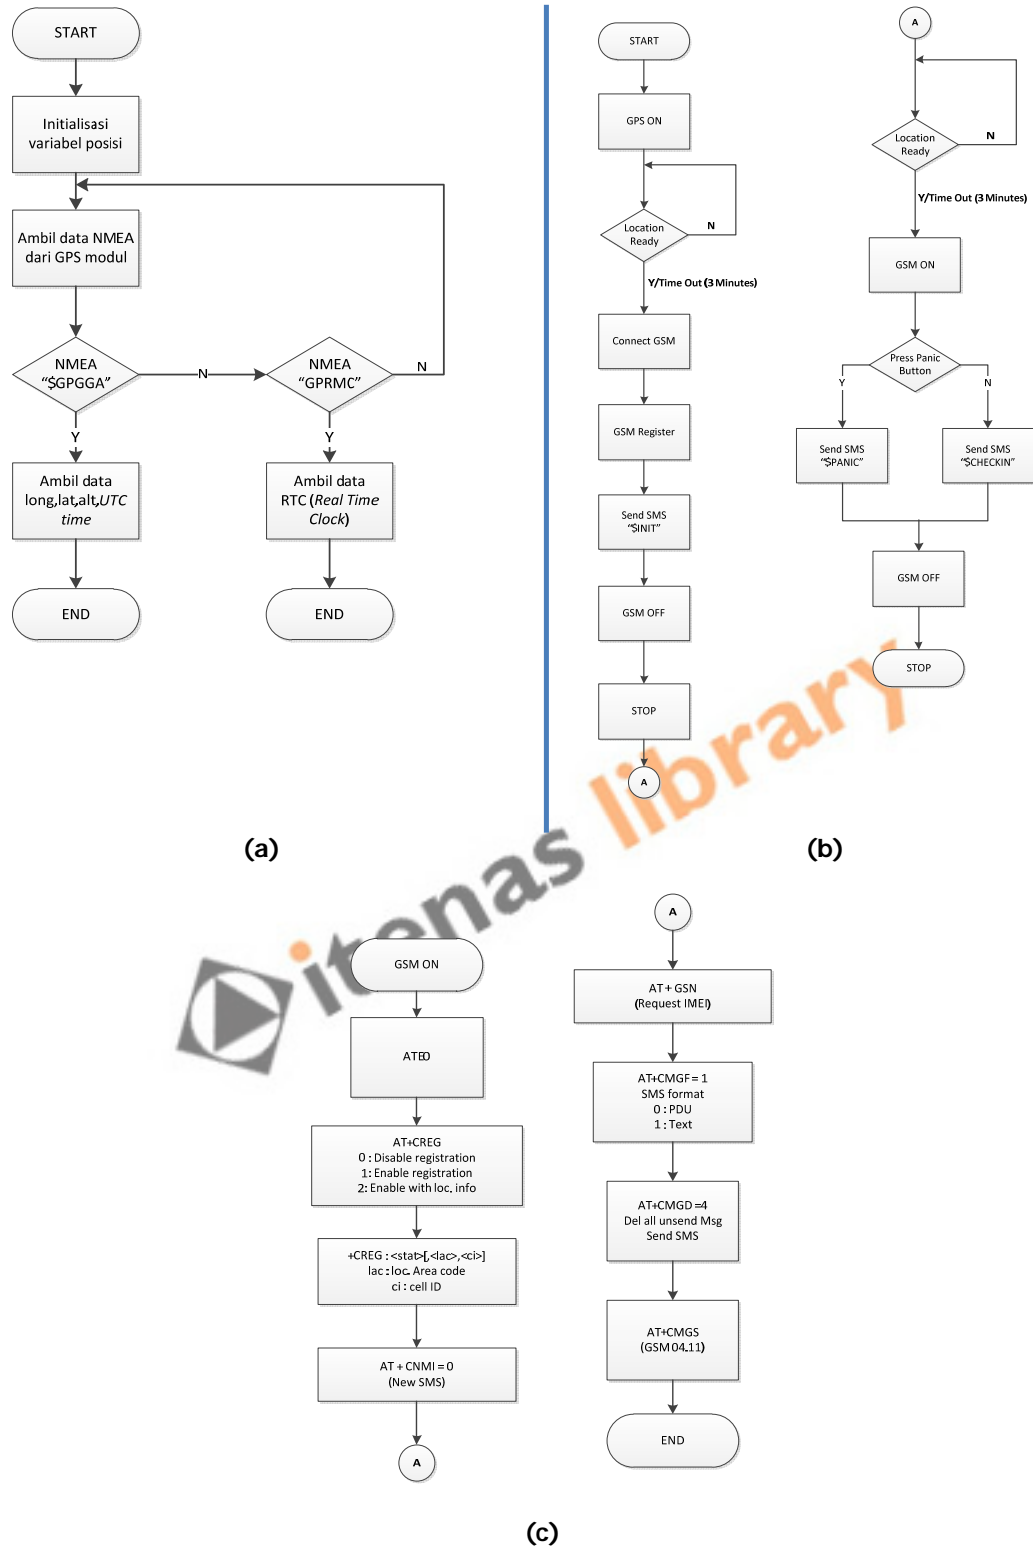 START
Initialisasi
variabel posisi
Ambil data NMEA
dari GPS modul
NMEA
"$GPGGA"
N
NMEA
"GPRMC"
N
Y
Y
Ambil data
long,lat,alt,UTC
time
Ambil data
RTC (Real Time
Clock)
END
END
(a)
START
GPS ON
Location
Ready
N
Y/Time Out (3 Minutes)
Connect GSM
GSM Register
Send SMS
"$INIT"
GSM OFF
STOP
A
A
Location
Ready
N
Y/Time Out (3 Minutes)
GSM ON
Press Panic
Button
Y
N
Send SMS
"$PANIC"
Send SMS
"$CHECKIN"
GSM OFF
STOP
(b)
itenas library
GSM ON
ATE0
AT+CREG
0 : Disable registration
1 : Enable registration
2 : Enable with loc. info
+CREG : <stat>[,<lac>,<ci>]
lac : loc. Area code
ci : cell ID
AT + CNMI = 0
(New SMS)
A
A
AT + GSN
(Request IMEI)
AT+CMGF = 1
SMS format
0 : PDU
1 : Text
AT+CMGD =4
Del all unsend Msg
Send SMS
AT+CMGS
(GSM 04.11)
END
(c)